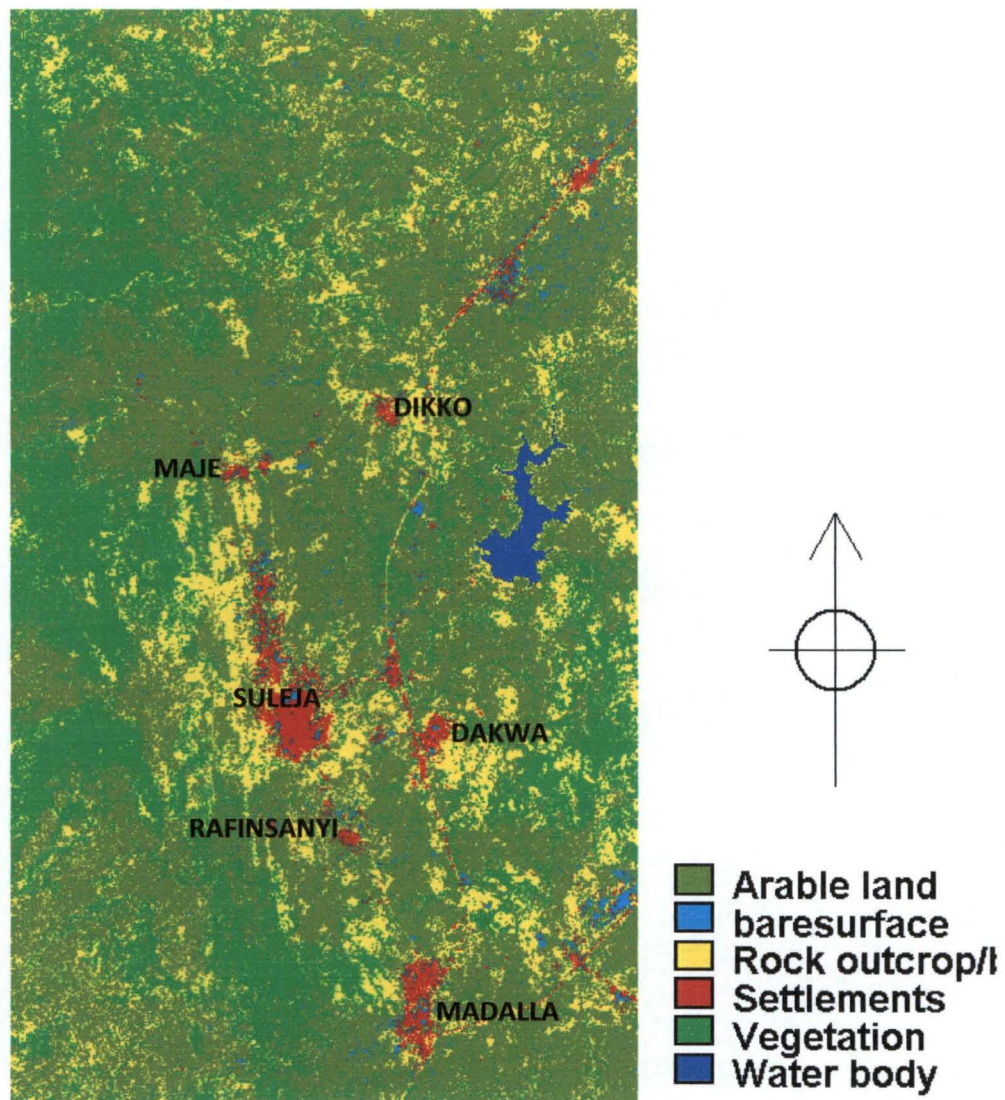 DIKKO
MAJE
SULEJA
DAKWA
RAFINSANYI
MADALLA
Arable land
baresurface
Rock outcrop/
Settlements
Vegetation
Water body